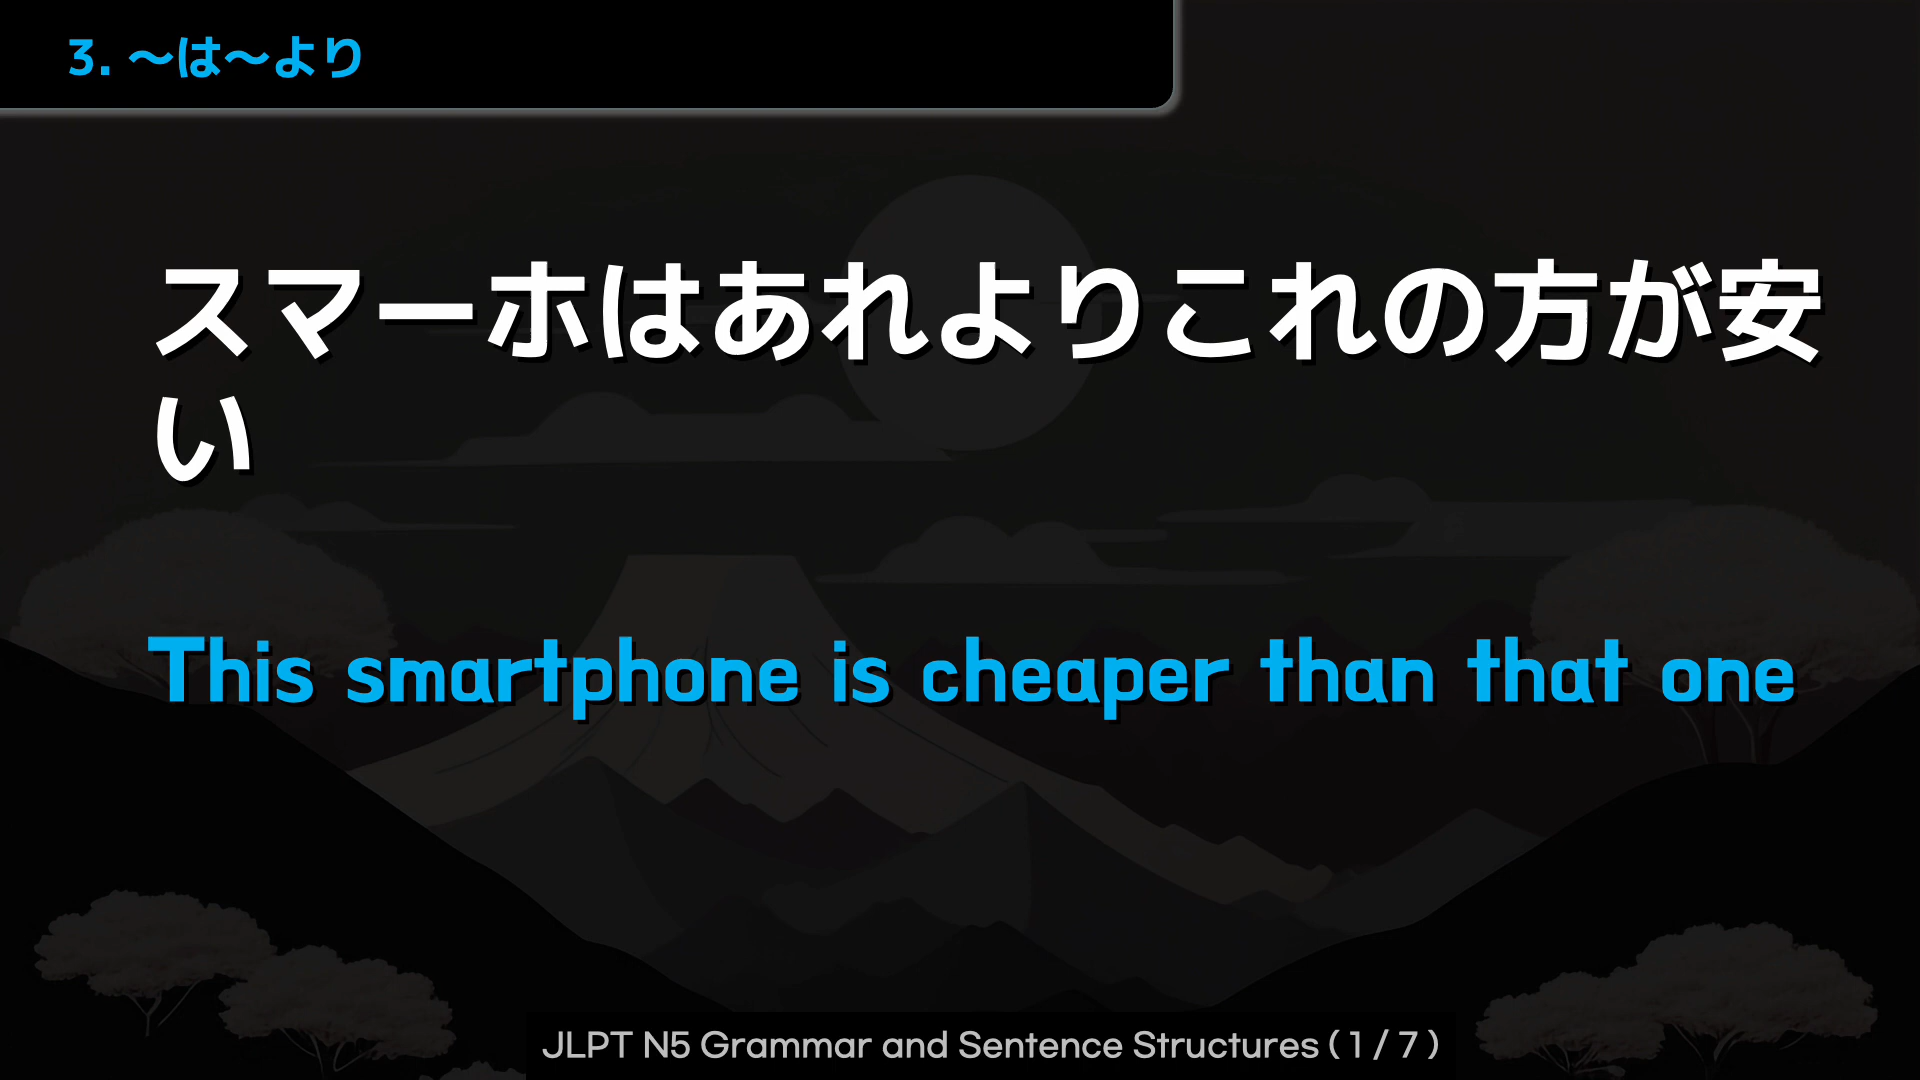 3. ～は～より
スマーホはあれよりこれの方が安
い
This smartphone is cheaper than that one
JLPT N5 Grammar and Sentence Structures ( 1 / 7 )